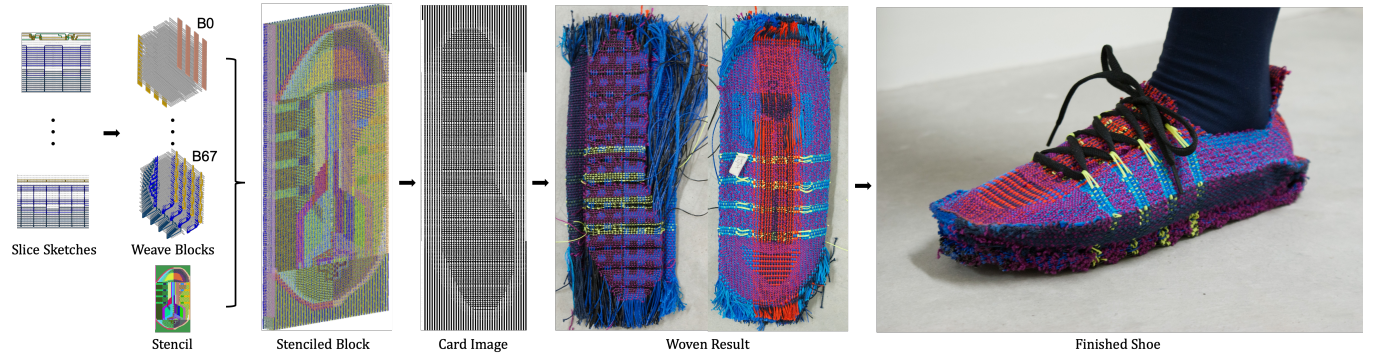 B0
B67
Slice Sketches
Weave Blocks
Stencil
Stenciled Block
Card Image
Woven Result
Finished Shoe